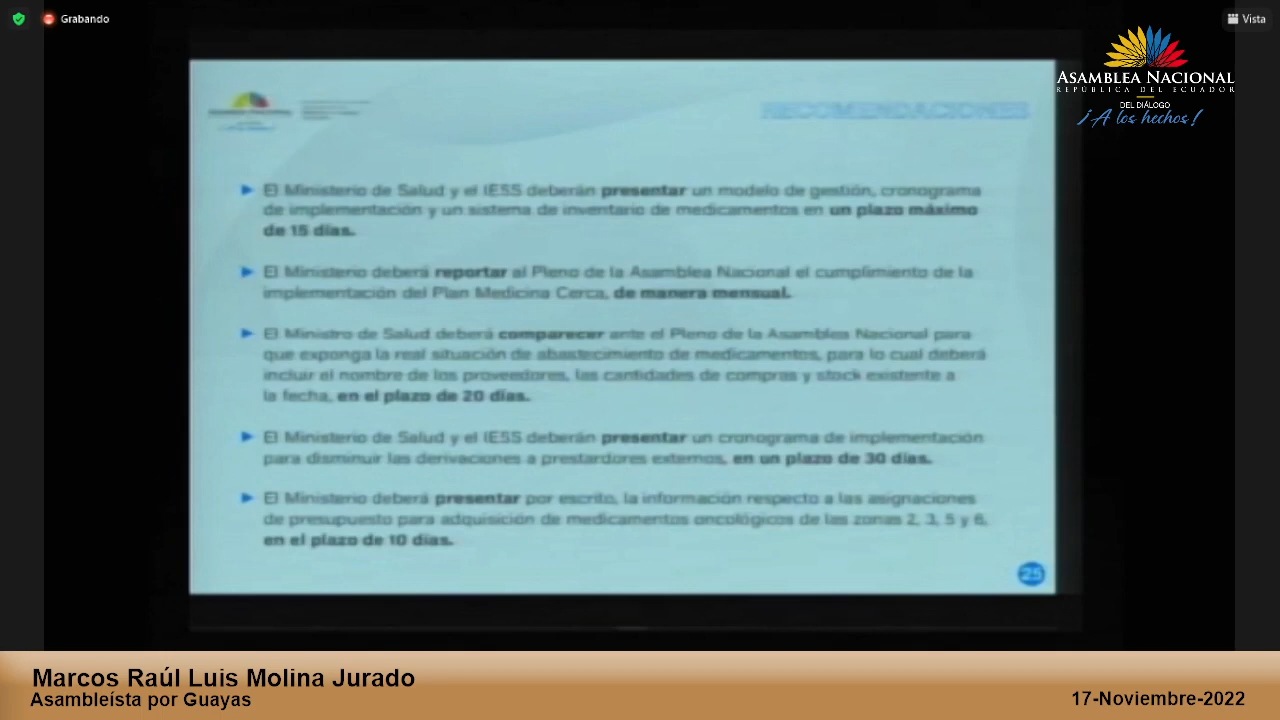 Grabando
Vista
ASAMBLEA NACIONAL
REPÚBLICA DEL ECUADOR
DEL DIÁLOGO
¡A los hechos!
RECOMENDACIONES
El Ministerio de Salud y el IESS deberán presentar un modelo de gestión, cronograma
de implementación y un sistema de inventario de medicamentos en un plazo máximo
de 15 días.
El Ministerio deberá reportar al Pleno de la Asamblea Nacional el cumplimiento de la
implementación del Plan Medicina Cerca, de manera mensual.
El Ministro de Salud deberá comparecer ante el Pleno de la Asamblea Nacional para
que exponga la real situación de abastecimiento de medicamentos, para lo cual deberá
incluir el nombre de los proveedores, las cantidades de compras y stock existente a
la fecha, en el plazo de 20 días.
El Ministerio de Salud y el IESS deberán presentar un cronograma de implementación
para disminuir las derivaciones a prestardores externos, en un plazo de 30 días.
El Ministerio deberá presentar por escrito, la información respecto a las asignaciones
de presupuesto para adquisición de medicamentos oncológicos de las zonas 2, 3, 5 y 6,
en el plazo de 10 días.
25
Marcos Raúl Luis Molina Jurado
Asambleísta por Guayas
17-Noviembre-2022